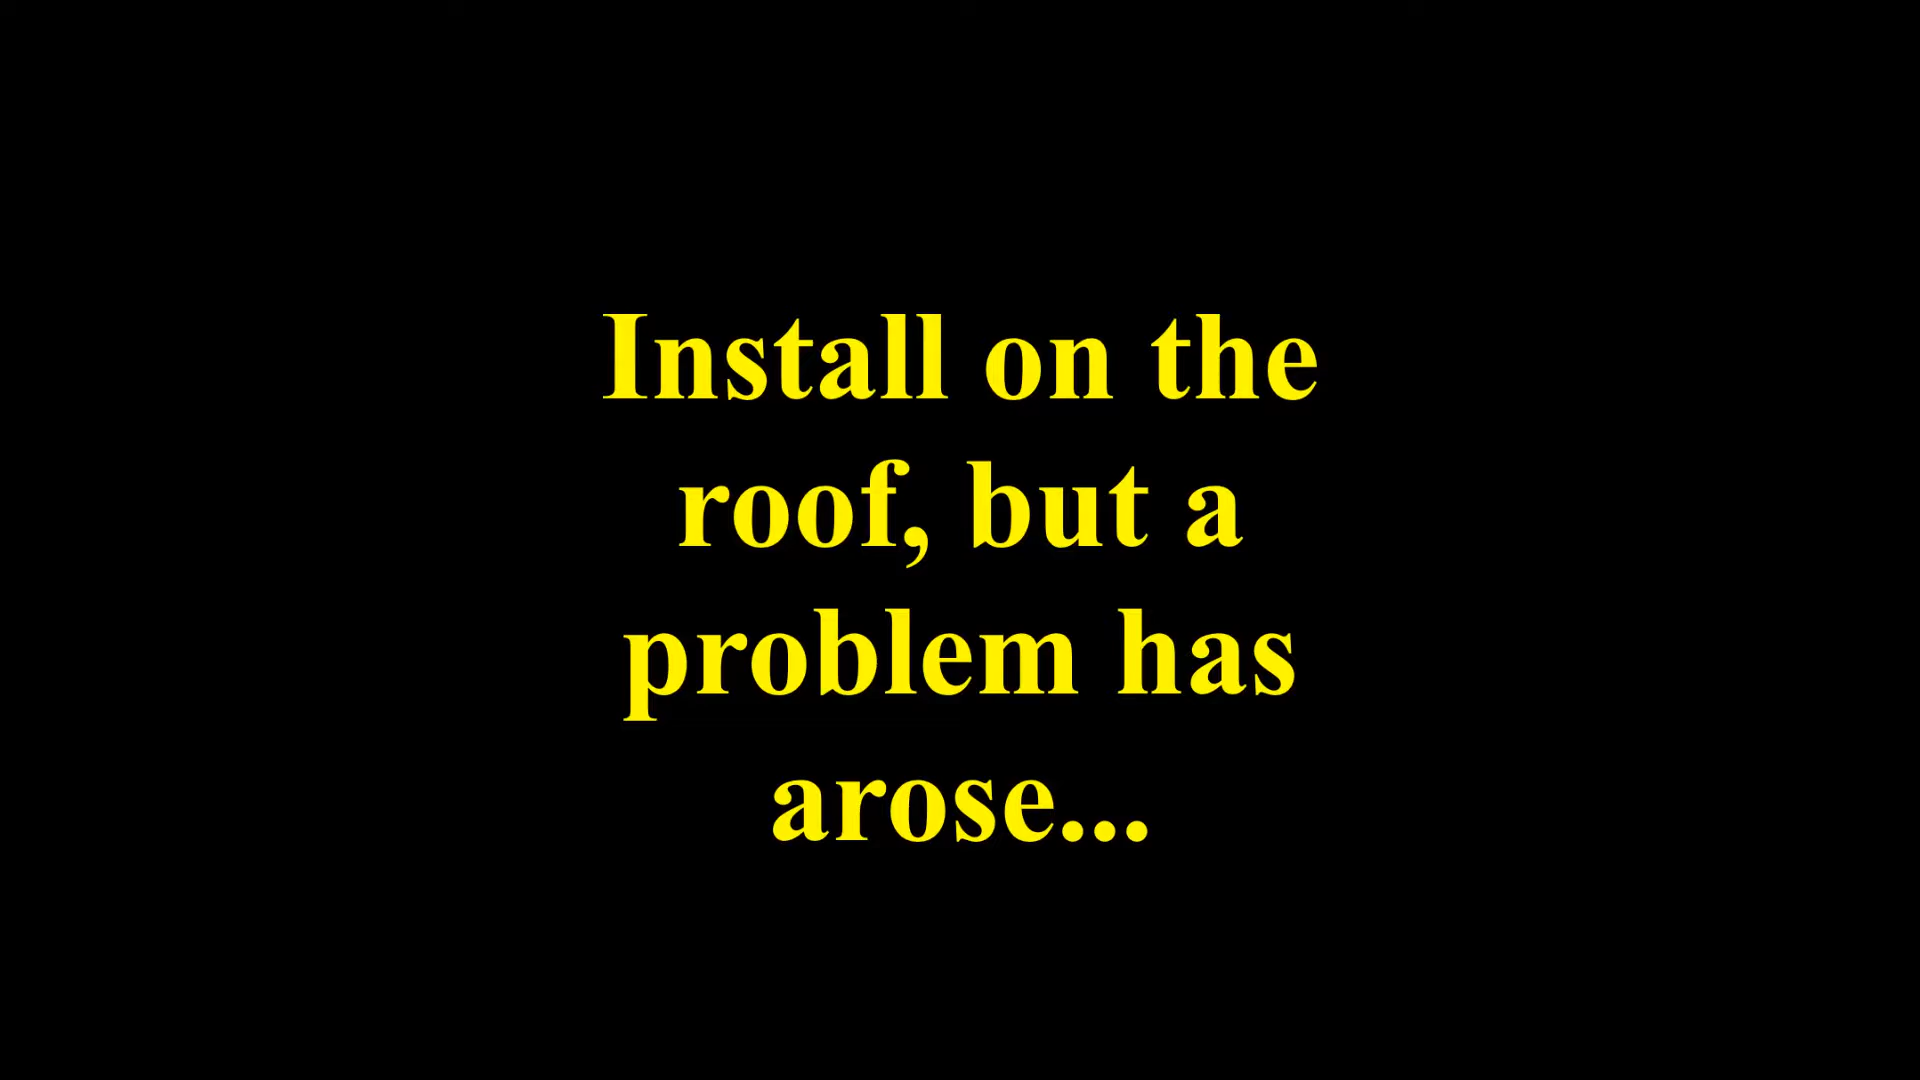 Install on the
roof, but a
problem has
arose...